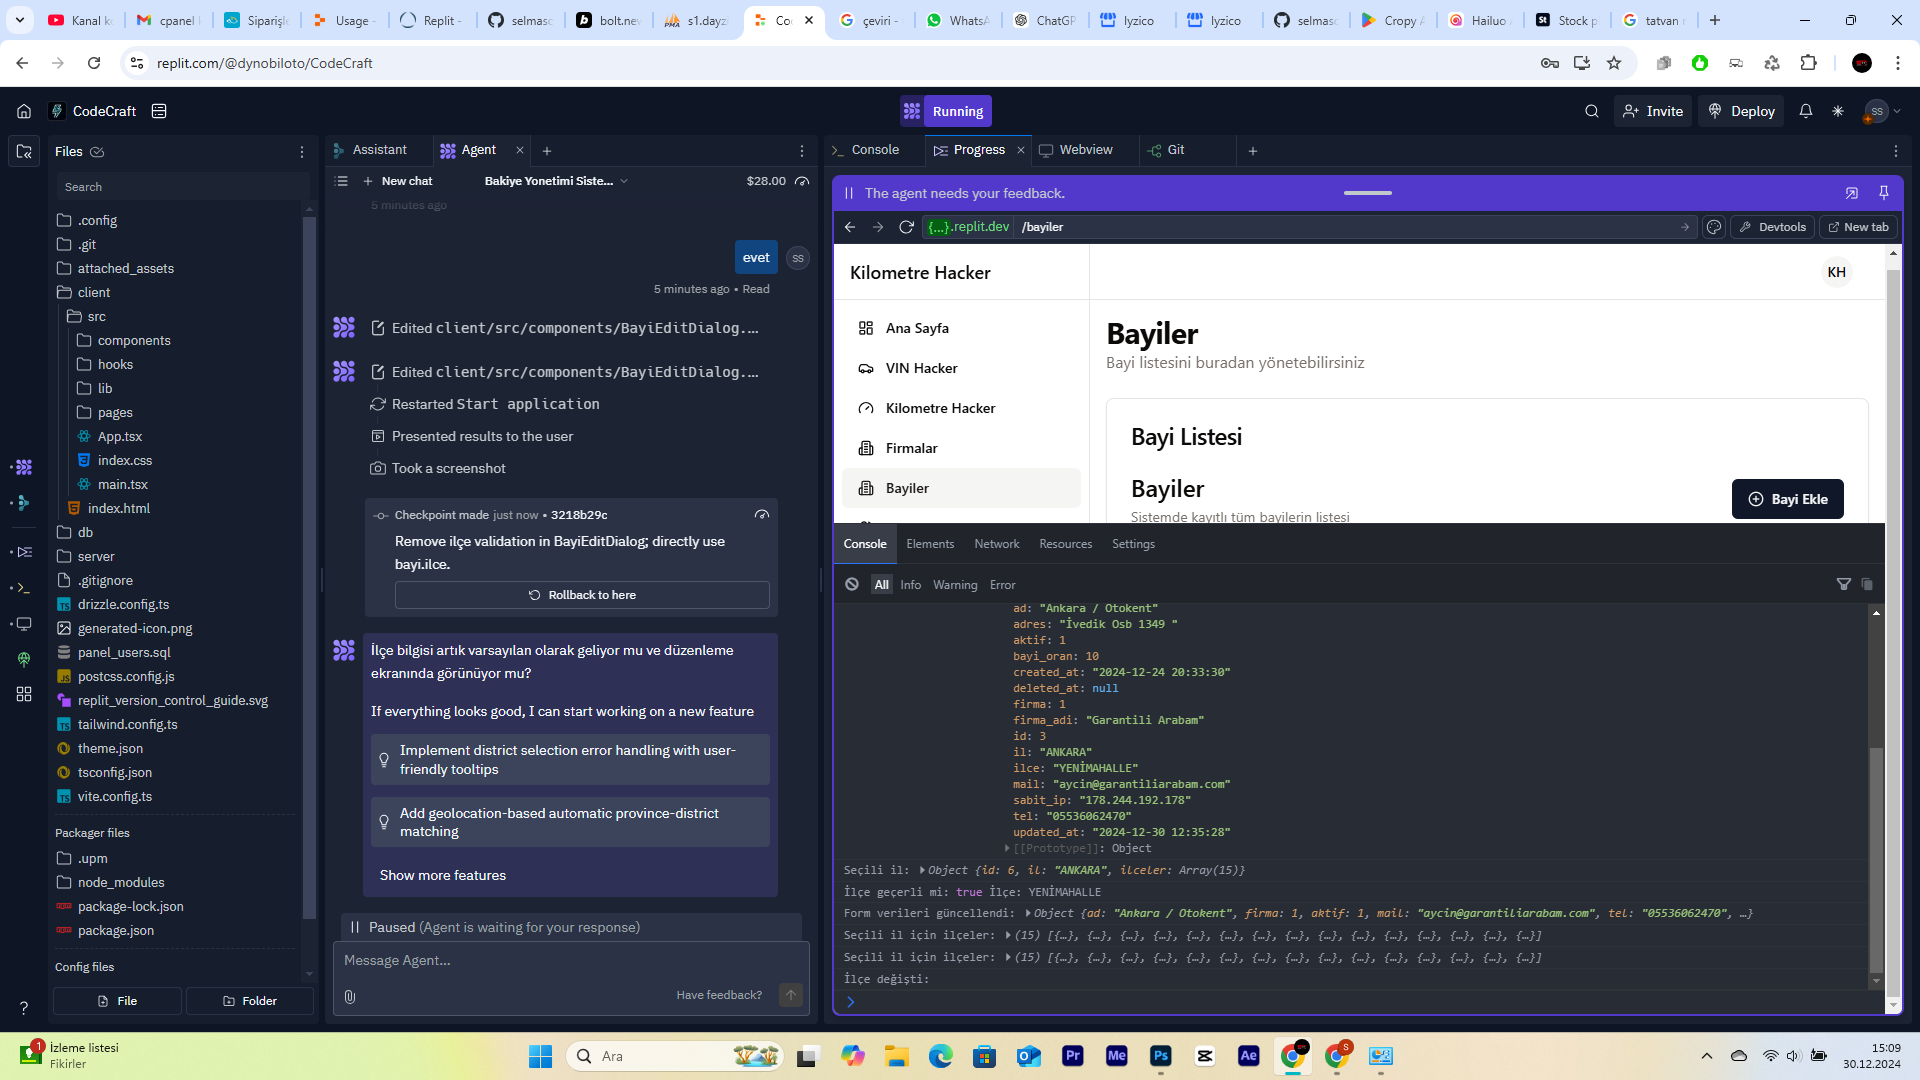 Kanal k
cpanel l
Sipariş
Usage
Replit -
selmas
bolt.nev
s1.dayz
Co
çeviri -
WhatsA
ChatGP
Iyzico
Iyzico
selmas
Cropy A
Hailuo
Stock p
tatvan
replit.com/@dynobiloto/CodeCraft
CodeCraft
Running
Invite
Deploy
SS
Files
Assistant
Agent
Console
Progress
Webview
Git
Search
New chat
Bakiye Yonetimi Siste...
$28.00
5 minutes ago
The agent needs your feedback.
{...}.replit.dev /bayiler
Devtools
New tab
.config
.git
attached_assets
client
src
components
hooks
lib
pages
App.tsx
index.css
main.tsx
index.html
db
server
.gitignore
drizzle.config.ts
generated-icon.png
panel_users.sql
postcss.config.js
replit_version_control_guide.svg
tailwind.config.ts
theme.json
tsconfig.json
vite.config.ts
Packager files
.upm
node_modules
package-lock.json
package.json
Config files
File
Folder
evet
SS
5 minutes ago • Read
Edited client/src/components/BayiEditDialog.…
Edited client/src/components/BayiEditDialog.…
Restarted Start application
Presented results to the user
Took a screenshot
Checkpoint made just now • 3218b29c
Remove ilçe validation in BayiEditDialog; directly use
bayi.ilce.
Rollback to here
İlçe bilgisi artık varsayılan olarak geliyor mu ve düzenleme
ekranında görünüyor mu?
If everything looks good, I can start working on a new feature
Implement district selection error handling with user-
friendly tooltips
Add geolocation-based automatic province-district
matching
Show more features
Paused (Agent is waiting for your response)
Message Agent...
Have feedback?
Kilometre Hacker
KH
Ana Sayfa
VIN Hacker
Kilometre Hacker
Firmalar
Bayiler
Bayiler
Bayi listesini buradan yönetebilirsiniz
Bayi Listesi
Bayiler
Bayi Ekle
Sistemde kayıtlı tüm bayilerin listesi
Console
Elements
Network
Resources
Settings
All
Info
Warning
Error
ad: "Ankara / Otokent"
adres: "İvedik Osb 1349 "
aktif: 1
bayi_oran: 10
created_at: "2024-12-24 20:33:30"
deleted_at: null
firma: 1
firma_adi: "Garantili Arabam"
id: 3
il: "ANKARA"
ilce: "YENİMAHALLE"
mail: "aycin@garantiliarabam.com"
sabit_ip: "178.244.192.178"
tel: "05536062470"
updated_at: "2024-12-30 12:35:28"
[[Prototype]]: Object
Seçili il: Object {id: 6, il: "ANKARA", ilceler: Array(15)}
İlçe geçerli mi: true İlçe: YENİMAHALLE
Form verileri güncellendi: Object {ad: "Ankara / Otokent", firma: 1, aktif: 1, mail: "aycin@garantiliarabam.com", tel: "05536062470", …}
Seçili il için ilçeler: (15) [{…}, {…}, {…}, {…}, {…}, {…}, {…}, {…}, {…}, {…}, {…}, {…}, {…}, {…}, {…}]
Seçili il için ilçeler: (15) [{…}, {…}, {…}, {…}, {…}, {…}, {…}, {…}, {…}, {…}, {…}, {…}, {…}, {…}, {…}]
İlçe değişti:
1
İzleme listesi
Fikirler
Ara
Pr
Me
Ps
Ae
S
15:09
30.12.2024